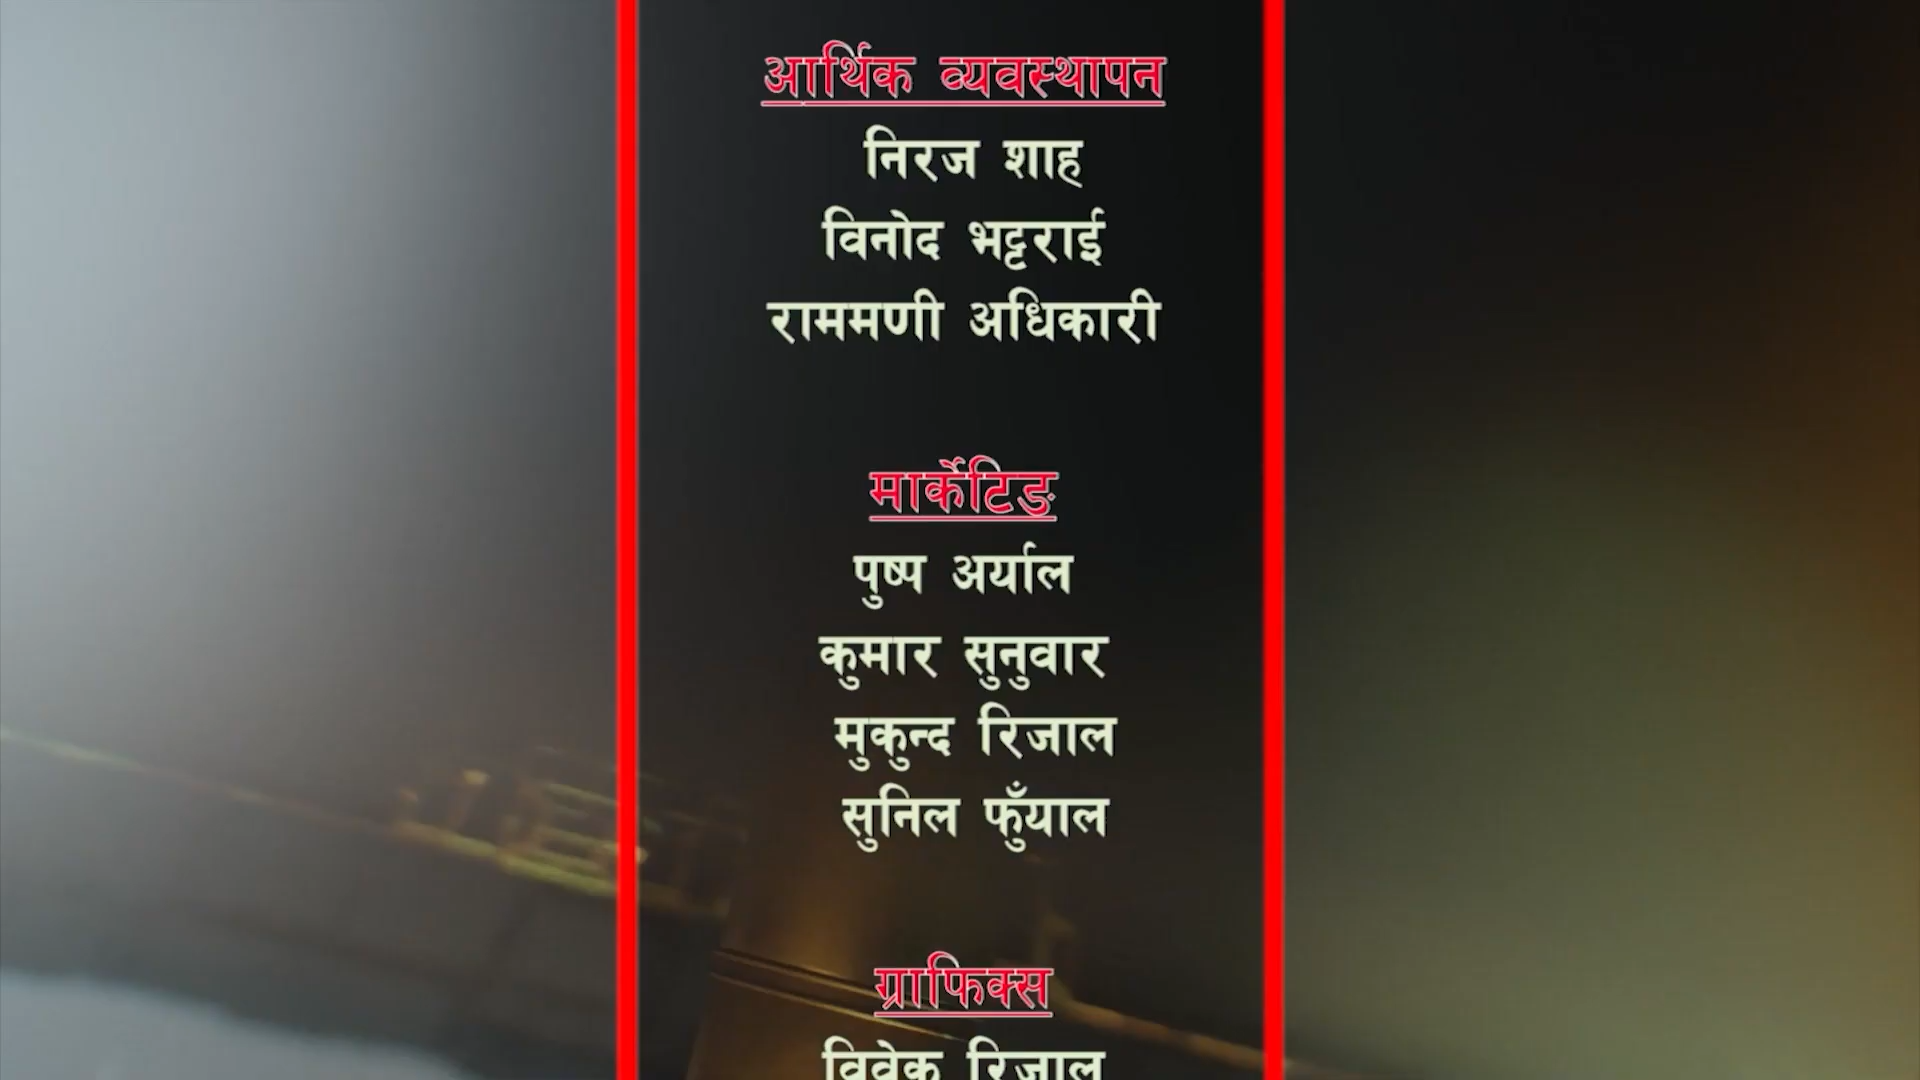 आर्थिक व्यवस्थापन
निरज शाह
विनोद भट्टराई
राममणी अधिकारी
मार्केटिङ
पुष्प अर्याल
कुमार सुनुवार
मुकुन्द रिजाल
सुनिल फुँयाल
ग्राफिक्स
विवेक रिजाल